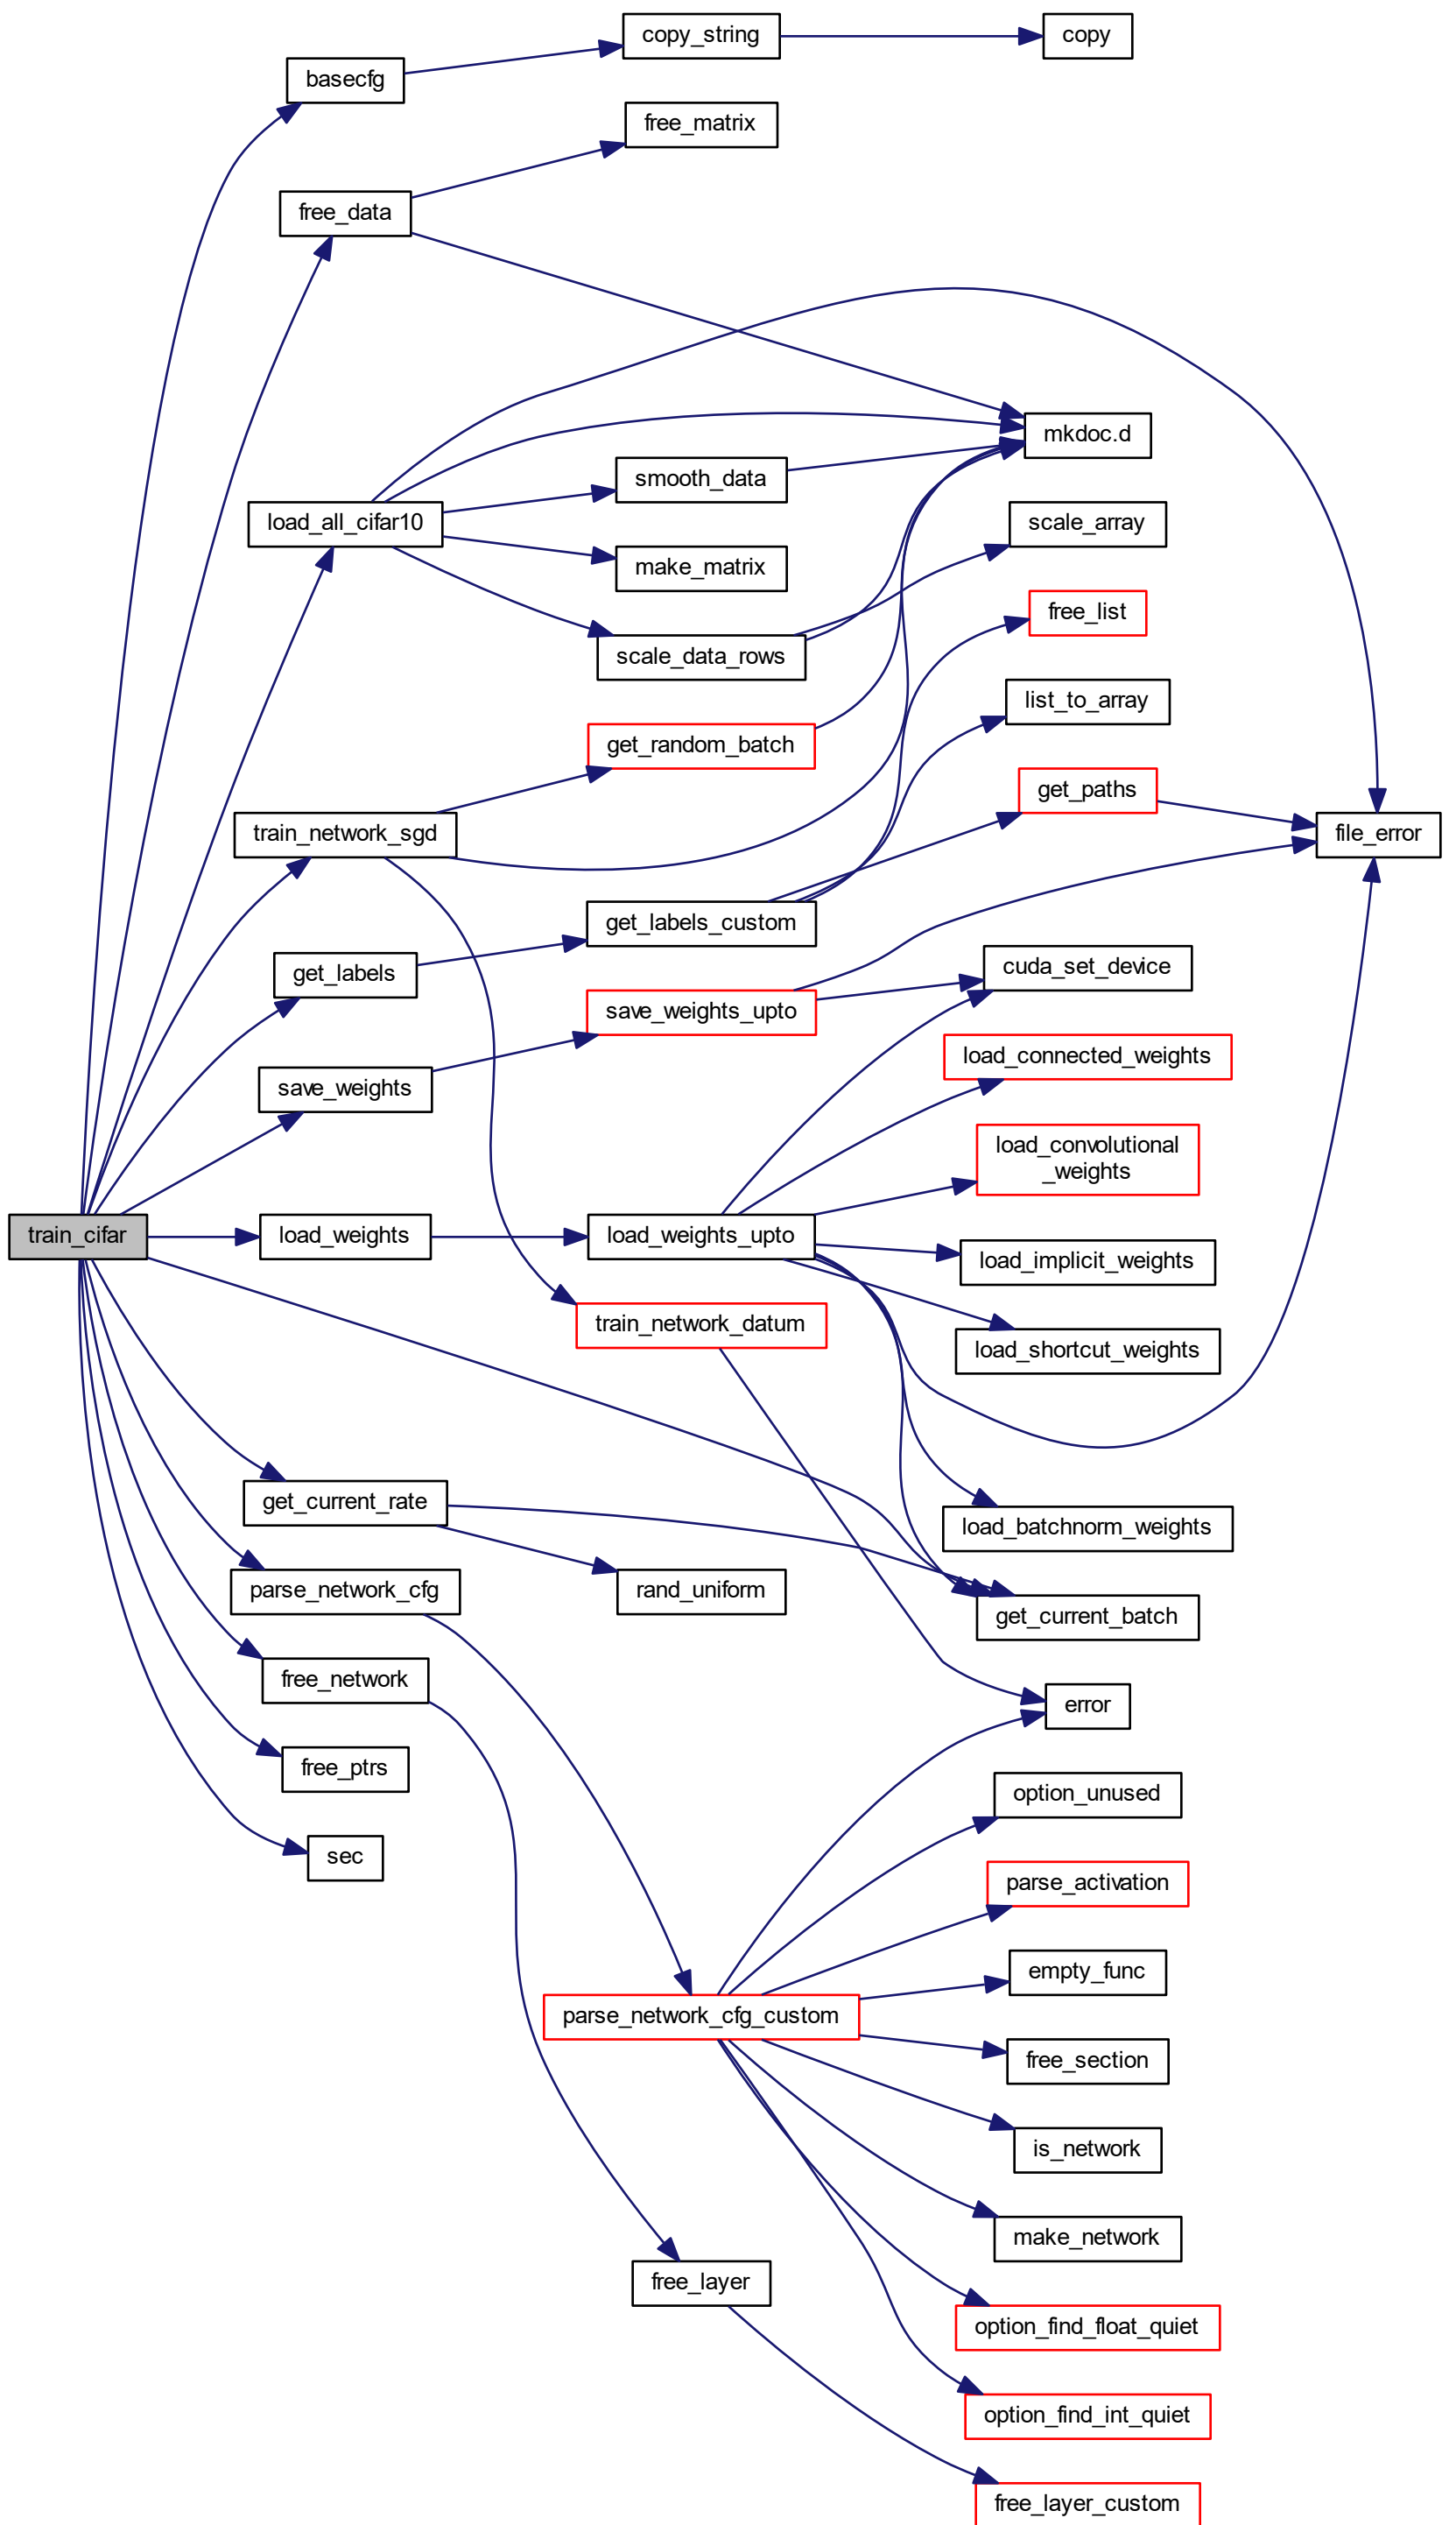 copy_string
copy
basecfg
free_matrix
free_data
mkdoc.d
smooth_data
load_all_cifar10
scale_array
make_matrix
free_list
scale_data_rows
list_to_array
get_random_batch
get_paths
train_network_sgd
file_error
get_labels_custom
get_labels
cuda_set_device
save_weights_upto
load_connected_weights
save_weights
load_convolutional
_weights
train_cifar
load_weights
load_weights_upto
load_implicit_weights
train_network_datum
load_shortcut_weights
get_current_rate
load_batchnorm_weights
parse_network_cfg
rand_uniform
get_current_batch
free_network
error
free_ptrs
option_unused
sec
parse_activation
empty_func
parse_network_cfg_custom
free_section
is_network
make_network
free_layer
option_find_float_quiet
option_find_int_quiet
free_layer_custom